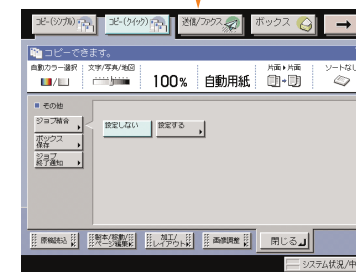 コピー(シンプル)
コピー(クイック)
送信/ファクス
ボックス
コピーできます。
自動カラー選択
文字/写真/地図
100%
自動用紙
片面▶片面
ソートなし
■ その他
ジョブ結合
設定しない
設定する
ボックス
保存
ジョブ
終了通知
原稿読込
製本/移動/
ページ編集
加工/
レイアウト
画像調整
閉じる
システム状況/中